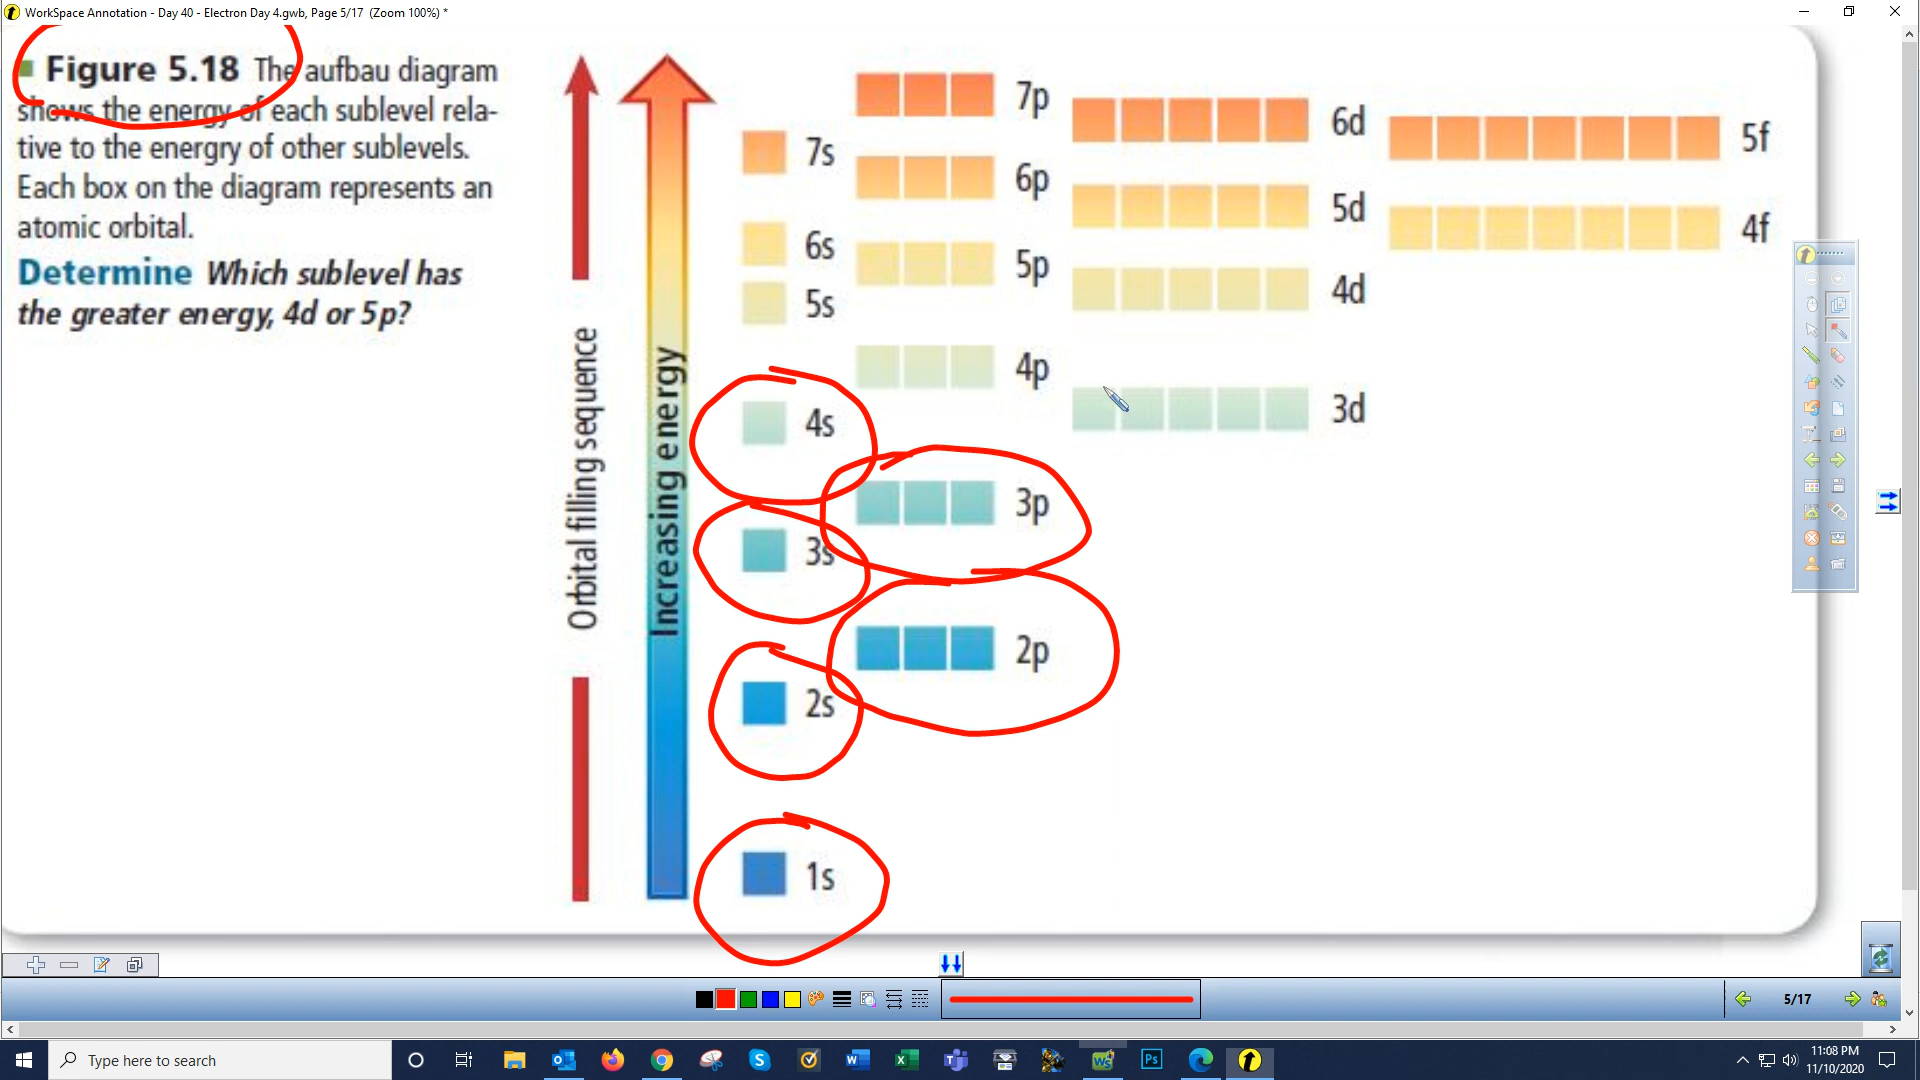 WorkSpace Annotation - Day 40 - Electron Day 4.gwb, Page 5/17 (Zoom 100%) *
Figure 5.18 The aufbau diagram
shows the energy of each sublevel rela-
tive to the energry of other sublevels.
Each box on the diagram represents an
atomic orbital.
Determine Which sublevel has
the greater energy, 4d or 5p?
Orbital filling sequence
Increasing energy
7p
6d
5f
7s
6p
5d
4f
6s
5p
4d
5s
4p
3d
4s
3p
3s
2p
2s
1s
5/17
Type here to search
11:08 PM
11/10/2020